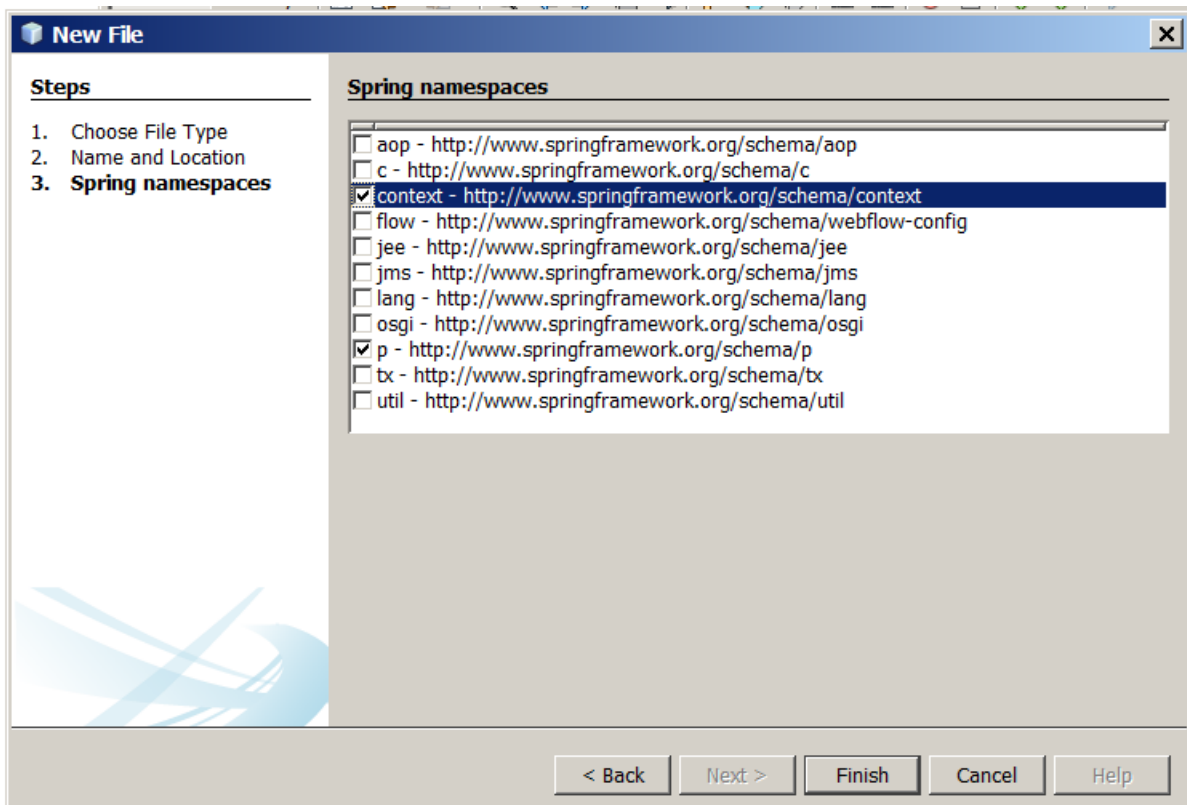 New File
Steps
1. Choose File Type
2. Name and Location
3. Spring namespaces
Spring namespaces
aop - http://www.springframework.org/schema/aop
c - http://www.springframework.org/schema/c
context - http://www.springframework.org/schema/context
flow - http://www.springframework.org/schema/webflow-config
jee - http://www.springframework.org/schema/jee
jms - http://www.springframework.org/schema/jms
lang - http://www.springframework.org/schema/lang
osgi - http://www.springframework.org/schema/osgi
p - http://www.springframework.org/schema/p
tx - http://www.springframework.org/schema/tx
util - http://www.springframework.org/schema/util
< Back Next > Finish Cancel Help